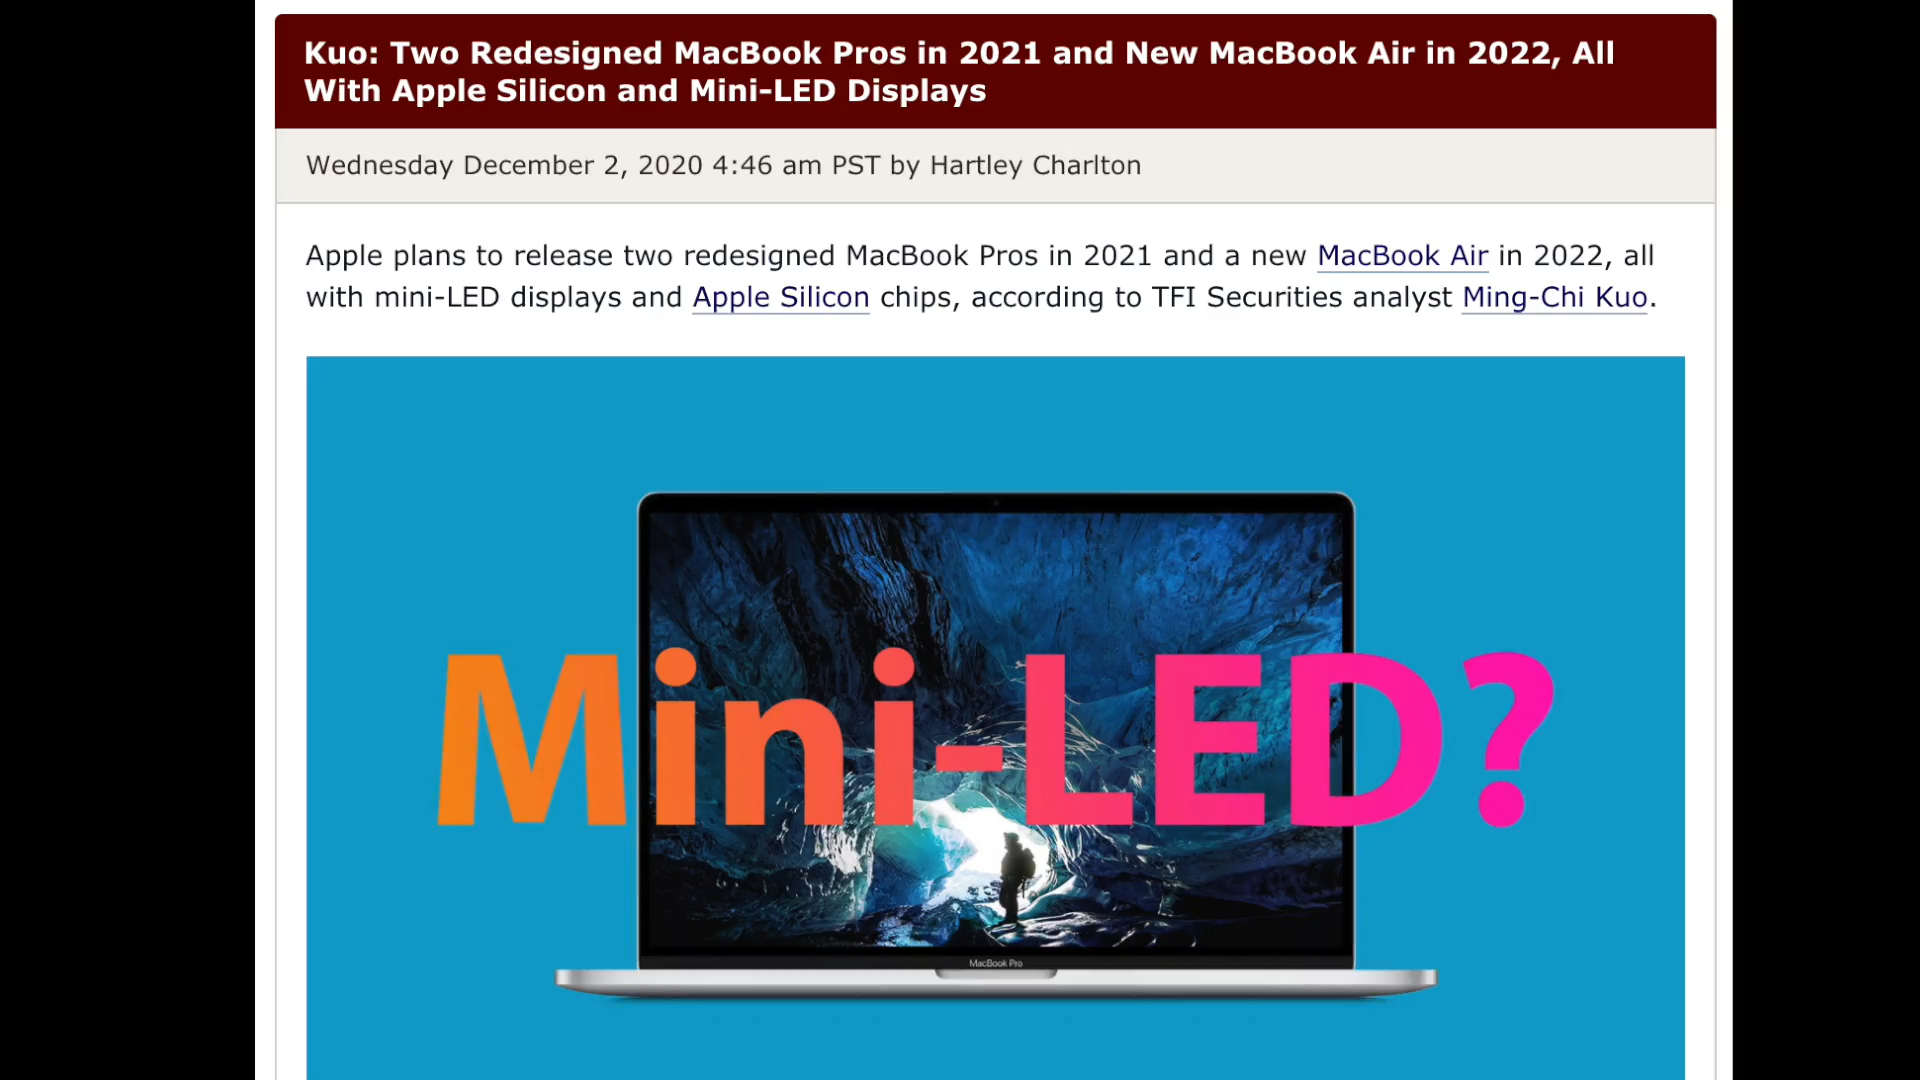 Kuo: Two Redesigned MacBook Pros in 2021 and New MacBook Air in 2022, All
With Apple Silicon and Mini-LED Displays
Wednesday December 2, 2020 4:46 am PST by Hartley Charlton
Apple plans to release two redesigned MacBook Pros in 2021 and a new MacBook Air in 2022, all
with mini-LED displays and Apple Silicon chips, according to TFI Securities analyst Ming-Chi Kuo.
Mini-LED?
MacBook Pro